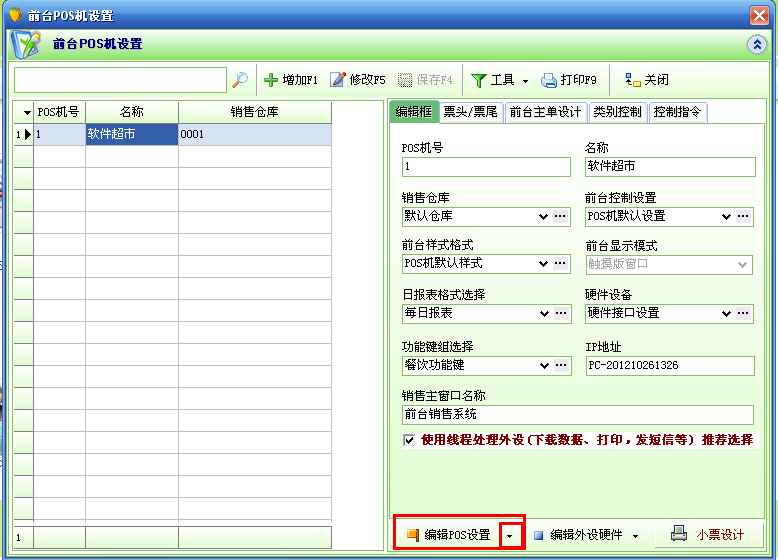 前台POS机设置
前台POS机设置
增加F1 修改F5 保存F4 工具 打印F9 关闭
POS机号 名称 销售仓库
1 1 软件超市 0001
1
编辑框 票头/票尾 前台主单设计 类别控制 控制指令
POS机号 名称
1 软件超市
销售仓库 前台控制设置
默认仓库 POS机默认设置
前台样式格式 前台显示模式
POS机默认样式 触摸版窗口
日报表格式选择 硬件设备
每日报表 硬件接口设置
功能键组选择 IP地址
餐饮功能键 PC-201210261326
销售主窗口名称
前台销售系统
使用线程处理外设(下载数据、打印，发短信等) 推荐选择
编辑POS设置 编辑外设硬件 小票设计